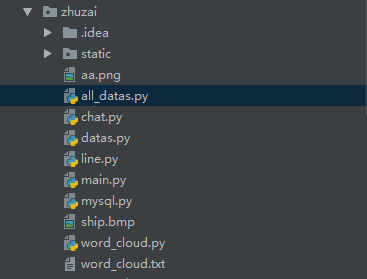 zhuzai
.idea
static
aa.png
all_datas.py
chat.py
datas.py
line.py
main.py
mysql.py
ship.bmp
word_cloud.py
word_cloud.txt